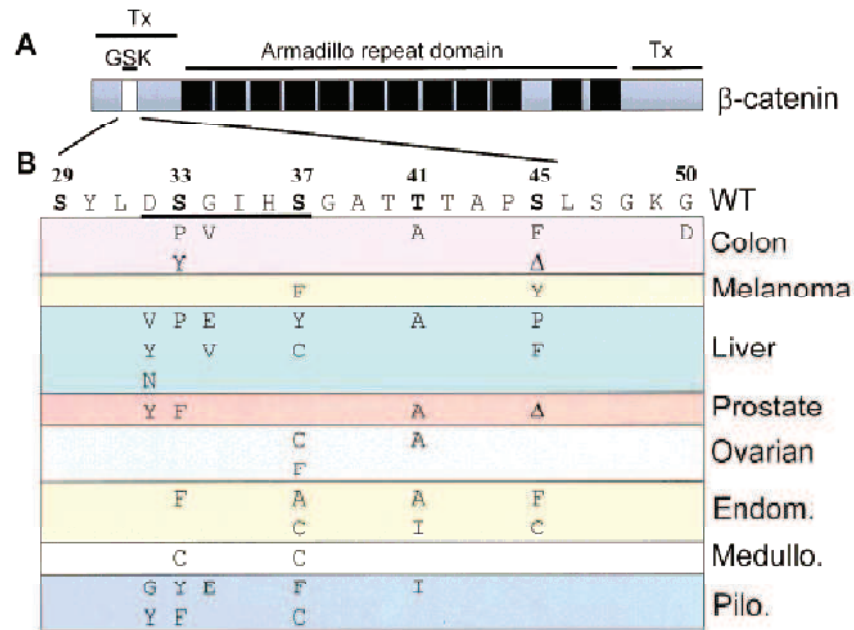 Tx
A GSK Armadillo repeat domain Tx
β-catenin
B 29 33 37 41 45 50
S Y L D S G I H S G A T T T A P S L S G K G WT
P V A F D
Y Δ Colon
F Y Melanoma
V P E Y A P
Y V C F Liver
N
Y F A Δ Prostate
C A
F Ovarian
F A A F
C I C Endom.
C C Medullo.
G Y E F I
Y F C Pilo.